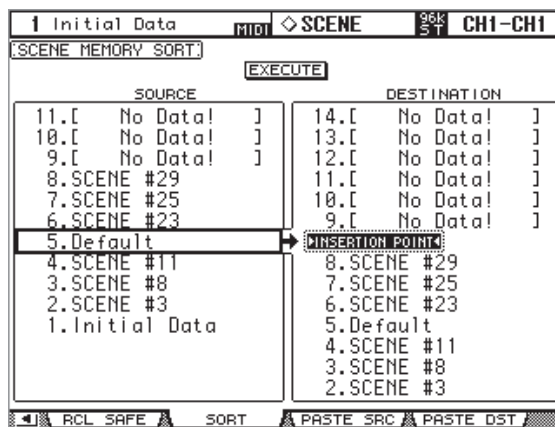 1 Initial Data MIDI ◇SCENE 96k ST CH1-CH1
SCENE MEMORY SORT
EXECUTE
SOURCE
11.[ No Data! ]
10.[ No Data! ]
9.[ No Data! ]
8.SCENE #29
7.SCENE #25
6.SCENE #23
5.Default
4.SCENE #11
3.SCENE #8
2.SCENE #3
1.Initial Data
DESTINATION
14.[ No Data! ]
13.[ No Data! ]
12.[ No Data! ]
11.[ No Data! ]
10.[ No Data! ]
9.[ No Data! ]
INSERTION POINT
8.SCENE #29
7.SCENE #25
6.SCENE #23
5.Default
4.SCENE #11
3.SCENE #8
2.SCENE #3
RCL SAFE SORT PASTE SRC PASTE DST